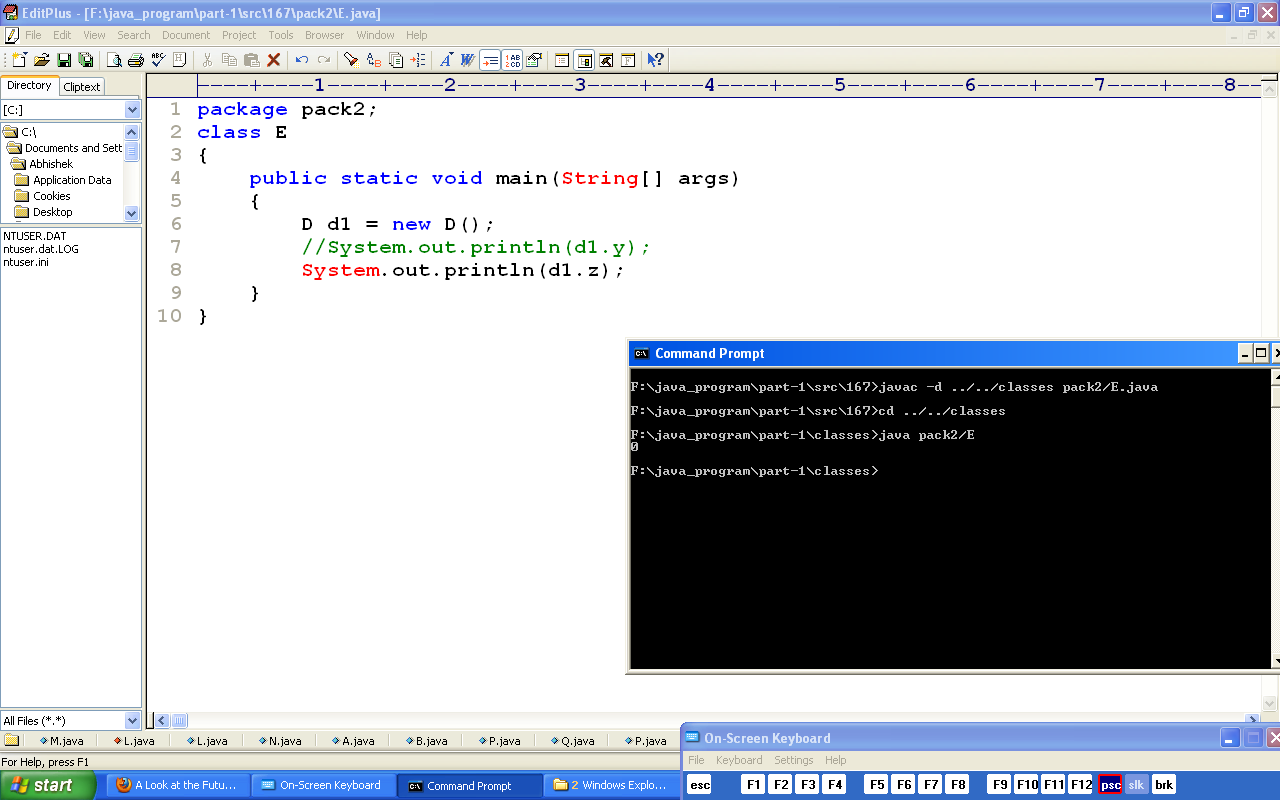 EditPlus - [F:\java_program\part-1\src\167\pack2\E.java]
File Edit View Search Document Project Tools Browser Window Help
Directory Cliptext
[C:]
C:\
Documents and Sett
Abhishek
Application Data
Cookies
Desktop
NTUSER.DAT
ntuser.dat.LOG
ntuser.ini
All Files (*.*)
----+----1----+----2----+----3----+----4----+----5----+----6----+----7----+----8--
1 package pack2;
2 class E
3 {
4 public static void main(String[] args)
5 {
6 D d1 = new D();
7 //System.out.println(d1.y);
8 System.out.println(d1.z);
9 }
10 }
Command Prompt
F:\java_program\part-1\src\167>javac -d ../../classes pack2/E.java
F:\java_program\part-1\src\167>cd ../../classes
F:\java_program\part-1\classes>java pack2/E
0
F:\java_program\part-1\classes>
M.java L.java L.java N.java A.java B.java P.java Q.java P.java
For Help, press F1
On-Screen Keyboard
File Keyboard Settings Help
esc F1 F2 F3 F4 F5 F6 F7 F8 F9 F10 F11 F12 psc slk brk
start A Look at the Futu... On-Screen Keyboard Command Prompt 2 Windows Explo...